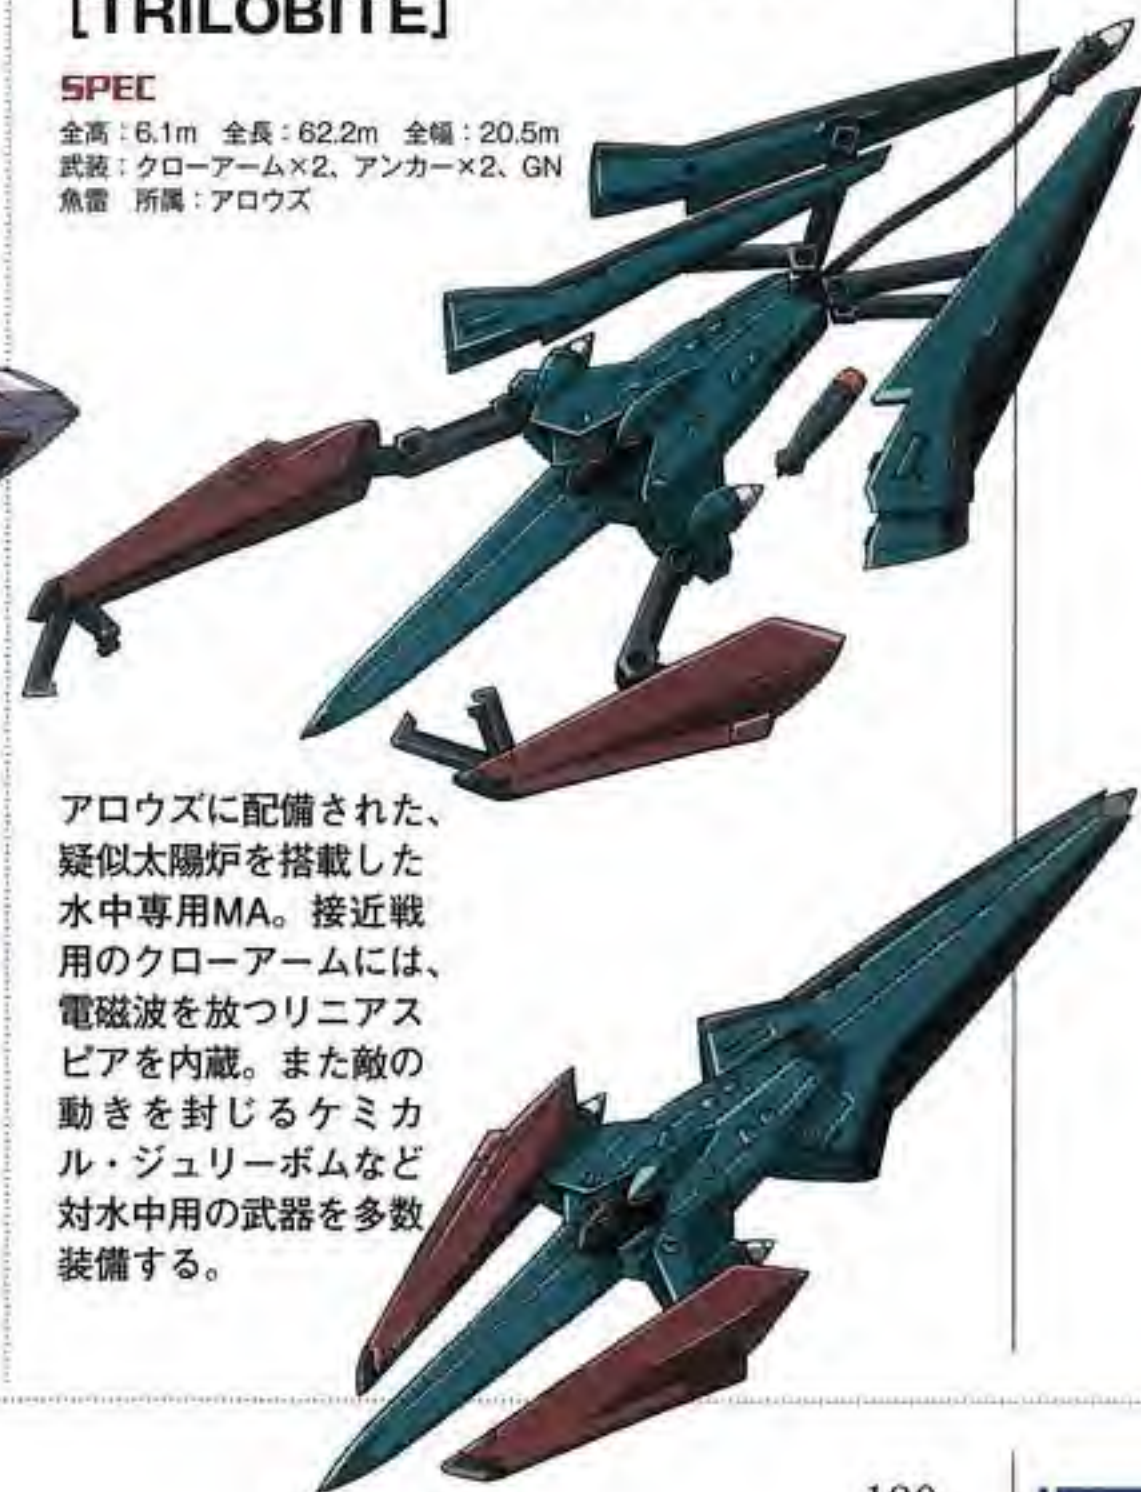 [TRILOBITE]
SPEC
全高：6.1m　全長：62.2m　全幅：20.5m
武装：クローアーム×2、アンカー×2、GN
魚雷　所属：アロウズ
アロウズに配備された、
疑似太陽炉を搭載した
水中専用MA。接近戦
用のクローアームには、
電磁波を放つリニアス
ピアを内蔵。また敵の
動きを封じるケミカ
ル・ジュリーボムなど
対水中用の武器を多数
装備する。